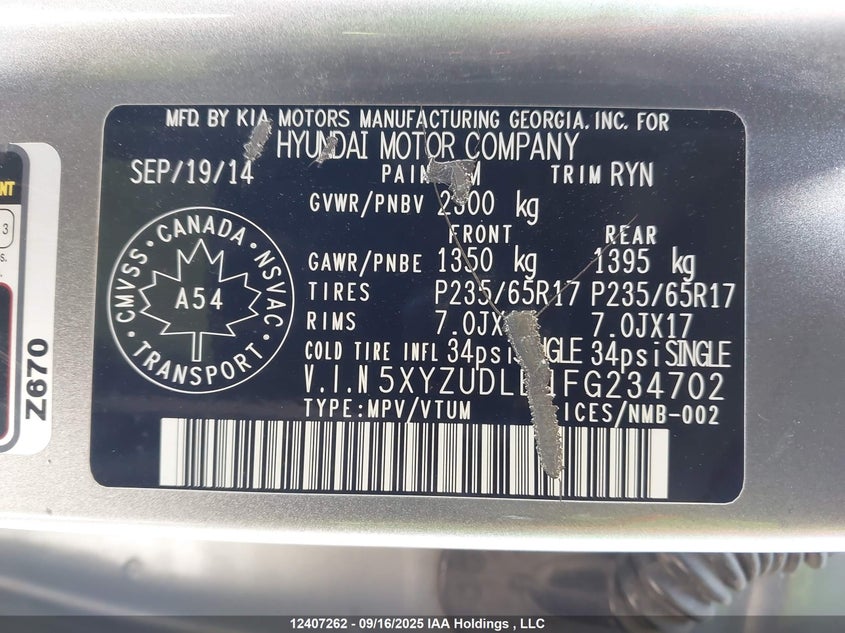 MFD. BY KIA MOTORS MANUFACTURING GEORGIA, INC. FOR
HYUNDAI MOTOR COMPANY
SEP/19/14 TRIM RYN
GVWR/PNBV kg
FRONT REAR
GAWR/PNBE 1350 kg 1395 kg
TIRES P235/65R17 P235/65R17
RIMS 7.0JX17
COLD TIRE INFL 34psi 34psi SINGLE
V.I.N
TYPE:MPV/VTUM /NMB-002
CMVSS · CANADA · NSVAC · TRANSPORT ·
A54
Z670
3
12407262 - 09/16/2025 IAA Holdings , LLC